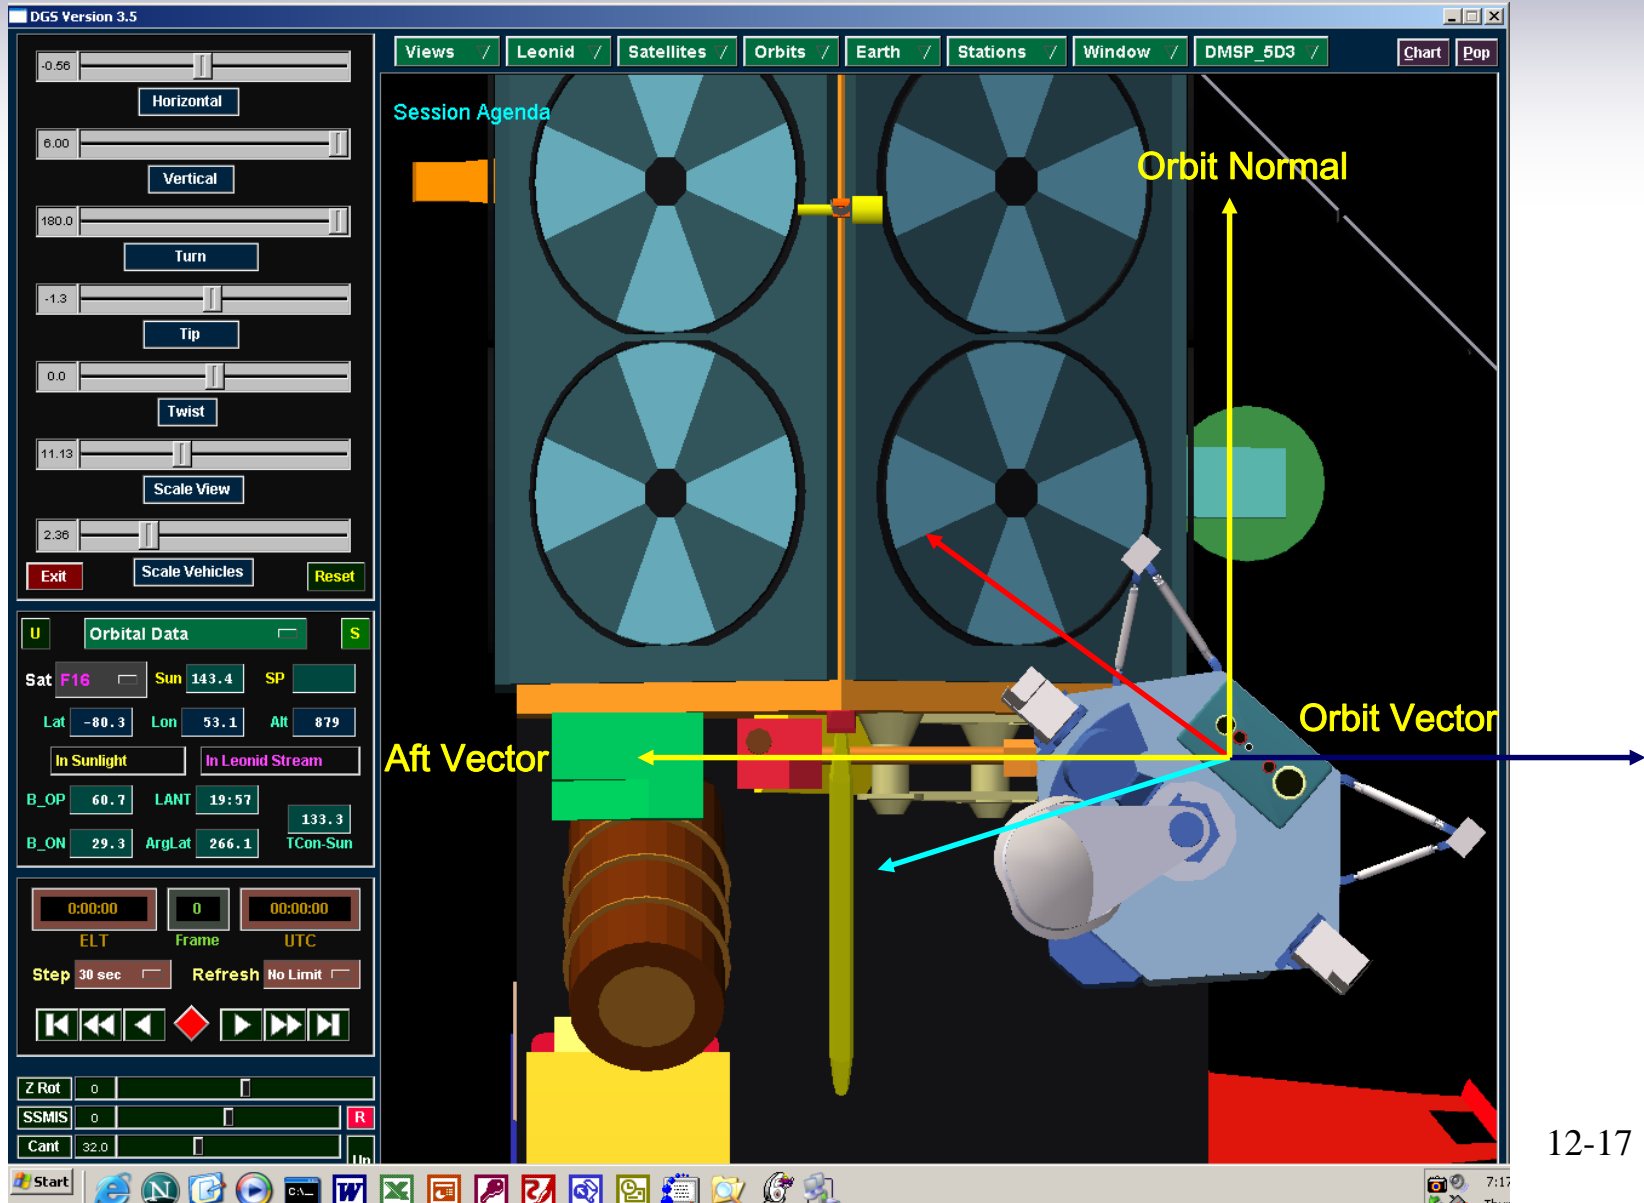 DGS Version 3.5
Views Leonid Satellites Orbits Earth Stations Window DMSP_5D3 Chart Pop
-0.56
Horizontal
6.00
Vertical
180.0
Turn
-1.3
Tip
0.0
Twist
11.13
Scale View
2.36
Exit Scale Vehicles Reset
U Orbital Data S
Sat F16 Sun 143.4 SP
Lat -80.3 Lon 53.1 Alt 879
In Sunlight In Leonid Stream
B_OP 60.7 LANT 19:57 133.3
B_ON 29.3 ArgLat 266.1 TCon-Sun
0:00:00 0 00:00:00
ELT Frame UTC
Step 30 sec Refresh No Limit
Z Rot 0
SSMIS 0 R
Cant 32.0 Up
Session Agenda
Orbit Normal
Orbit Vector
Aft Vector
12-17
Start
C:\_
7:17